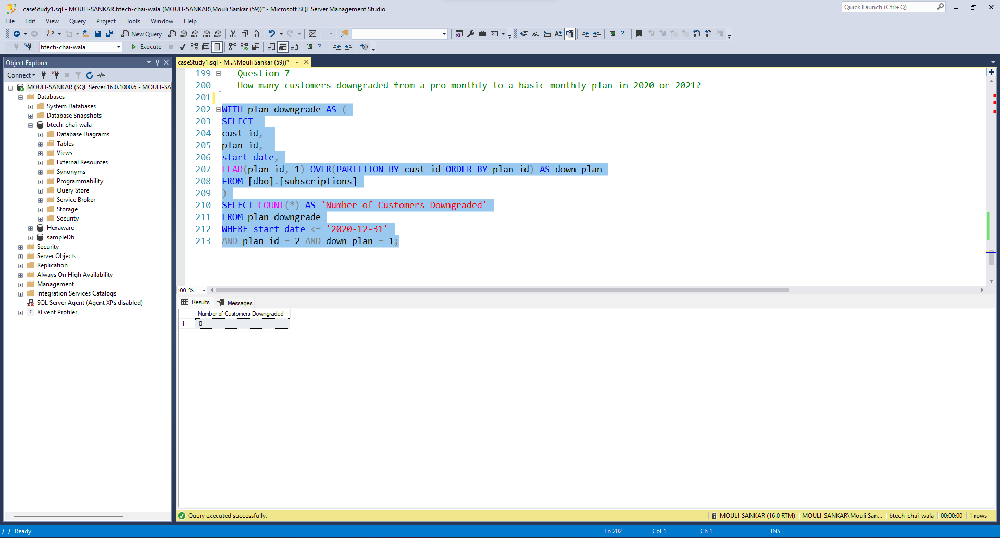 caseStudy1.sql - MOULI-SANKAR.btech-chai-wala (MOULI-SANKAR\Mouli Sankar (59))* - Microsoft SQL Server Management Studio
Quick Launch (Ctrl+Q)
File Edit View Query Project Tools Window Help
New Query
MDX DMX XMLA DAX
btech-chai-wala
Execute
Object Explorer
Connect
MOULI-SANKAR (SQL Server 16.0.1000.6 - MOULI-SA
Databases
System Databases
Database Snapshots
btech-chai-wala
Database Diagrams
Tables
Views
External Resources
Synonyms
Programmability
Query Store
Service Broker
Storage
Security
Hexaware
sampleDb
Security
Server Objects
Replication
Always On High Availability
Management
Integration Services Catalogs
SQL Server Agent (Agent XPs disabled)
XEvent Profiler
caseStudy1.sql - M...\Mouli Sankar (59))*
199 -- Question 7
200 -- How many customers downgraded from a pro monthly to a basic monthly plan in 2020 or 2021?
201
202 WITH plan_downgrade AS (
203 SELECT
204 cust_id,
205 plan_id,
206 start_date,
207 LEAD(plan_id, 1) OVER(PARTITION BY cust_id ORDER BY plan_id) AS down_plan
208 FROM [dbo].[subscriptions]
209 )
210 SELECT COUNT(*) AS 'Number of Customers Downgraded'
211 FROM plan_downgrade
212 WHERE start_date <= '2020-12-31'
213 AND plan_id = 2 AND down_plan = 1;
100 %
Results Messages
Number of Customers Downgraded
1 0
Query executed successfully.
MOULI-SANKAR (16.0 RTM) MOULI-SANKAR\Mouli San... btech-chai-wala 00:00:00 1 rows
Ready Ln 202 Col 1 Ch 1 INS